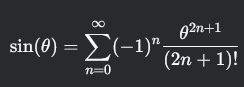 sin(θ) = ∑_{n=0}^{∞} (-1)^n θ^{2n+1} / (2n + 1)!